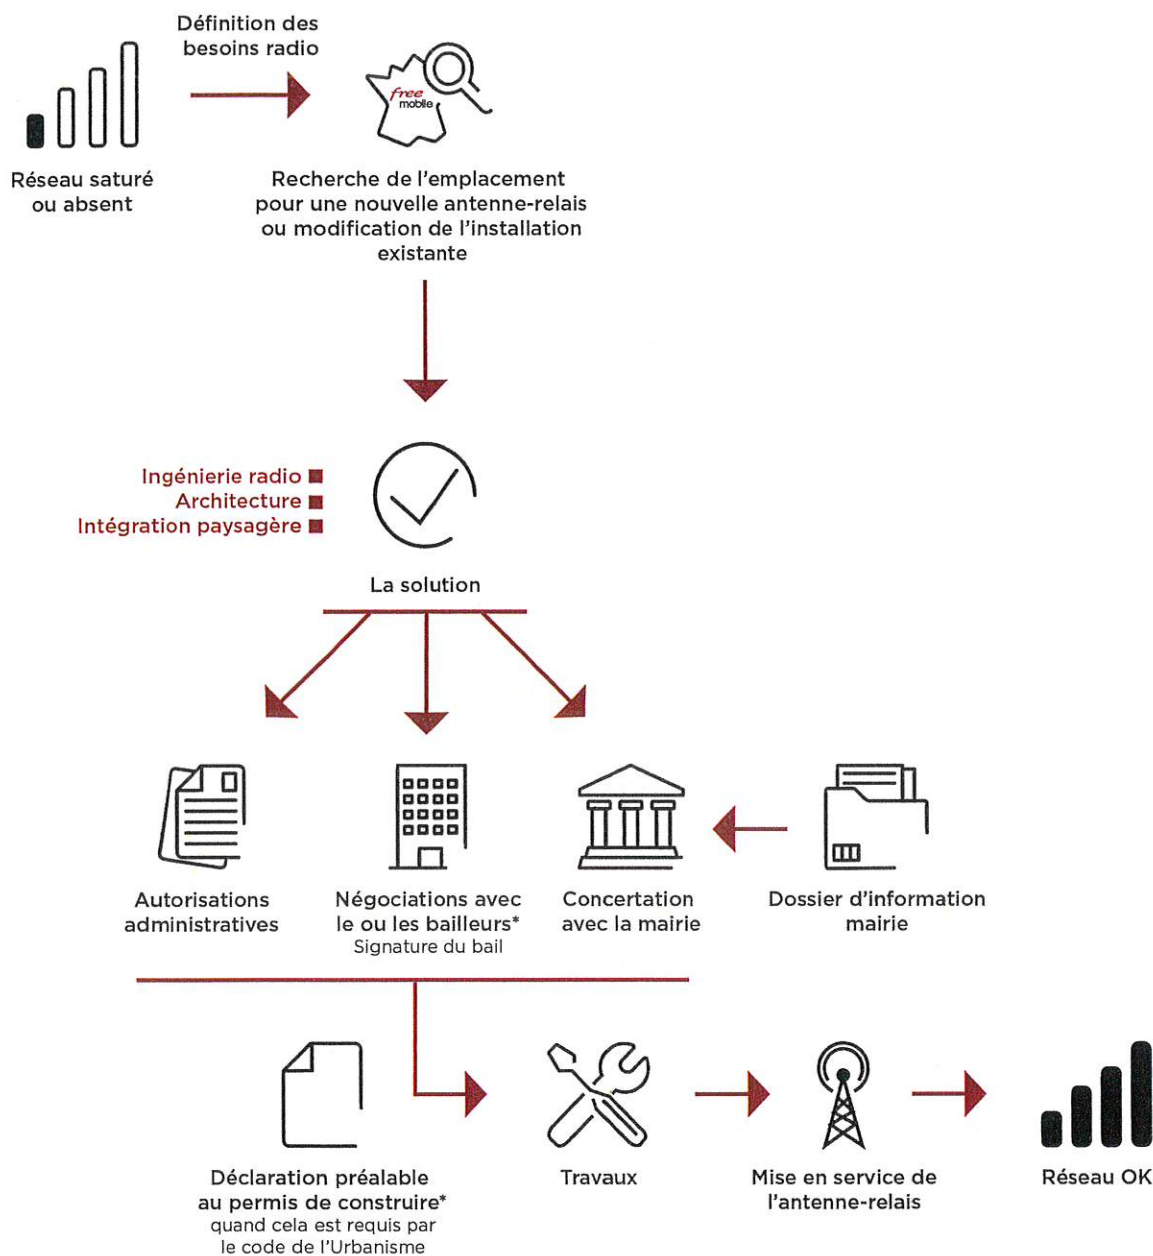 Définition des
besoins radio
free
mobile
Réseau saturé
ou absent
Recherche de l'emplacement
pour une nouvelle antenne-relais
ou modification de l'installation
existante
Ingénierie radio
Architecture
Intégration paysagère
La solution
Autorisations
administratives
Négociations avec
le ou les bailleurs*
Signature du bail
Concertation
avec la mairie
Dossier d'information
mairie
Déclaration préalable
au permis de construire*
quand cela est requis par
le code de l'Urbanisme
Travaux
Mise en service de
l'antenne-relais
Réseau OK